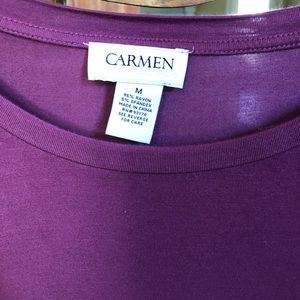 CARMEN
M
95% RAYON
5% SPANDEX
MADE IN CHINA
SEE REVERSE
FOR CARE